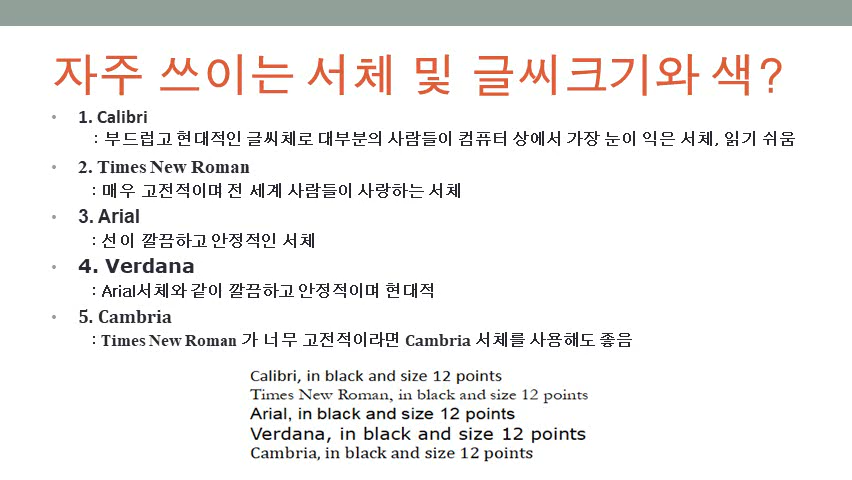 자주 쓰이는 서체 및 글씨크기와 색?
• 1. Calibri
: 부드럽고 현대적인 글씨체로 대부분의 사람들이 컴퓨터 상에서 가장 눈이 익은 서체, 읽기 쉬움
• 2. Times New Roman
: 매우 고전적이며 전 세계 사람들이 사랑하는 서체
• 3. Arial
: 선이 깔끔하고 안정적인 서체
• 4. Verdana
: Arial서체와 같이 깔끔하고 안정적이며 현대적
• 5. Cambria
: Times New Roman 가 너무 고전적이라면 Cambria 서체를 사용해도 좋음
Calibri, in black and size 12 points
Times New Roman, in black and size 12 points
Arial, in black and size 12 points
Verdana, in black and size 12 points
Cambria, in black and size 12 points